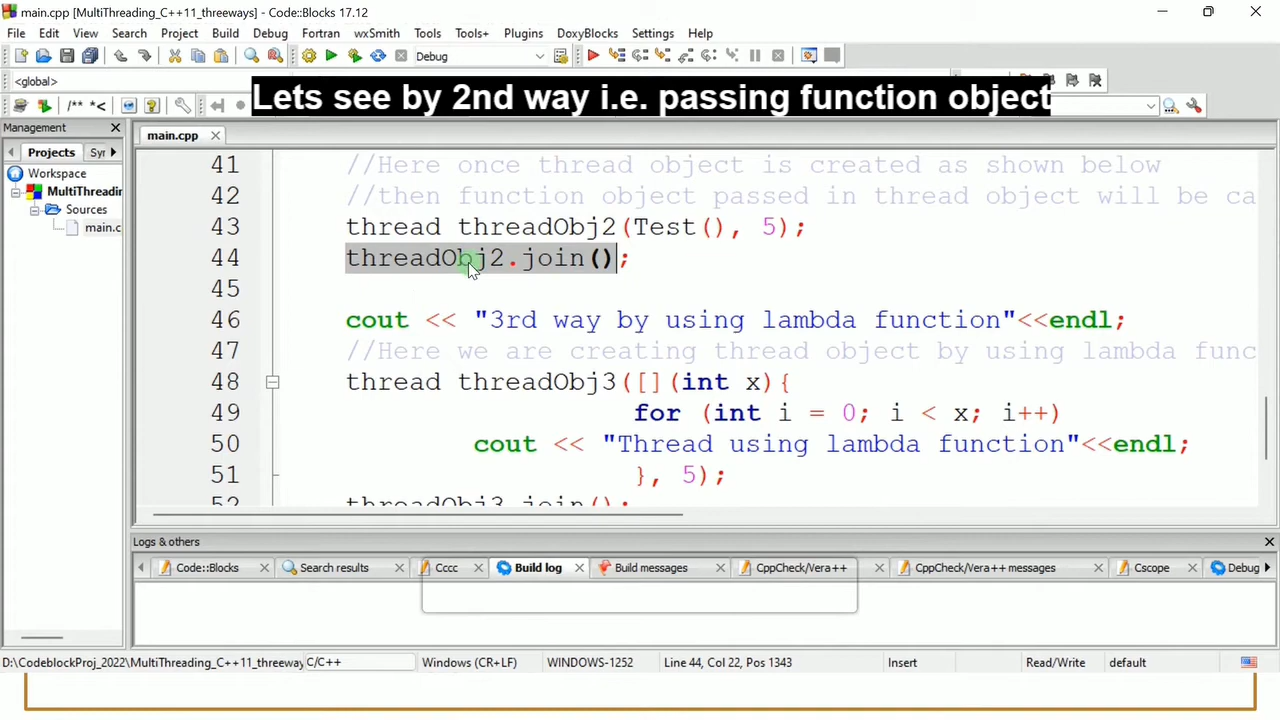 main.cpp [MultiThreading_C++11_threeways] - Code::Blocks 17.12
File Edit View Search Project Build Debug Fortran wxSmith Tools Tools+ Plugins DoxyBlocks Settings Help
Debug
<global>
Lets see by 2nd way i.e. passing function object
/** *<
Management
main.cpp
Projects Syr
Workspace
MultiThreadin
Sources
main.c
41 //Here once thread object is created as shown below
42 //then function object passed in thread object will be ca
43 thread threadObj2(Test(), 5);
44 threadObj2.join();
45
46 cout << "3rd way by using lambda function"<<endl;
47 //Here we are creating thread object by using lambda func
48 thread threadObj3([](int x){
49 for (int i = 0; i < x; i++)
50 cout << "Thread using lambda function"<<endl;
51 }, 5);
52 threadObj3.join();
Logs & others
Code::Blocks Search results Cccc Build log Build messages CppCheck/Vera++ CppCheck/Vera++ messages Cscope Debug
D:\CodeblockProj_2022\MultiThreading_C++11_threeway C/C++ Windows (CR+LF) WINDOWS-1252 Line 44, Col 22, Pos 1343 Insert Read/Write default